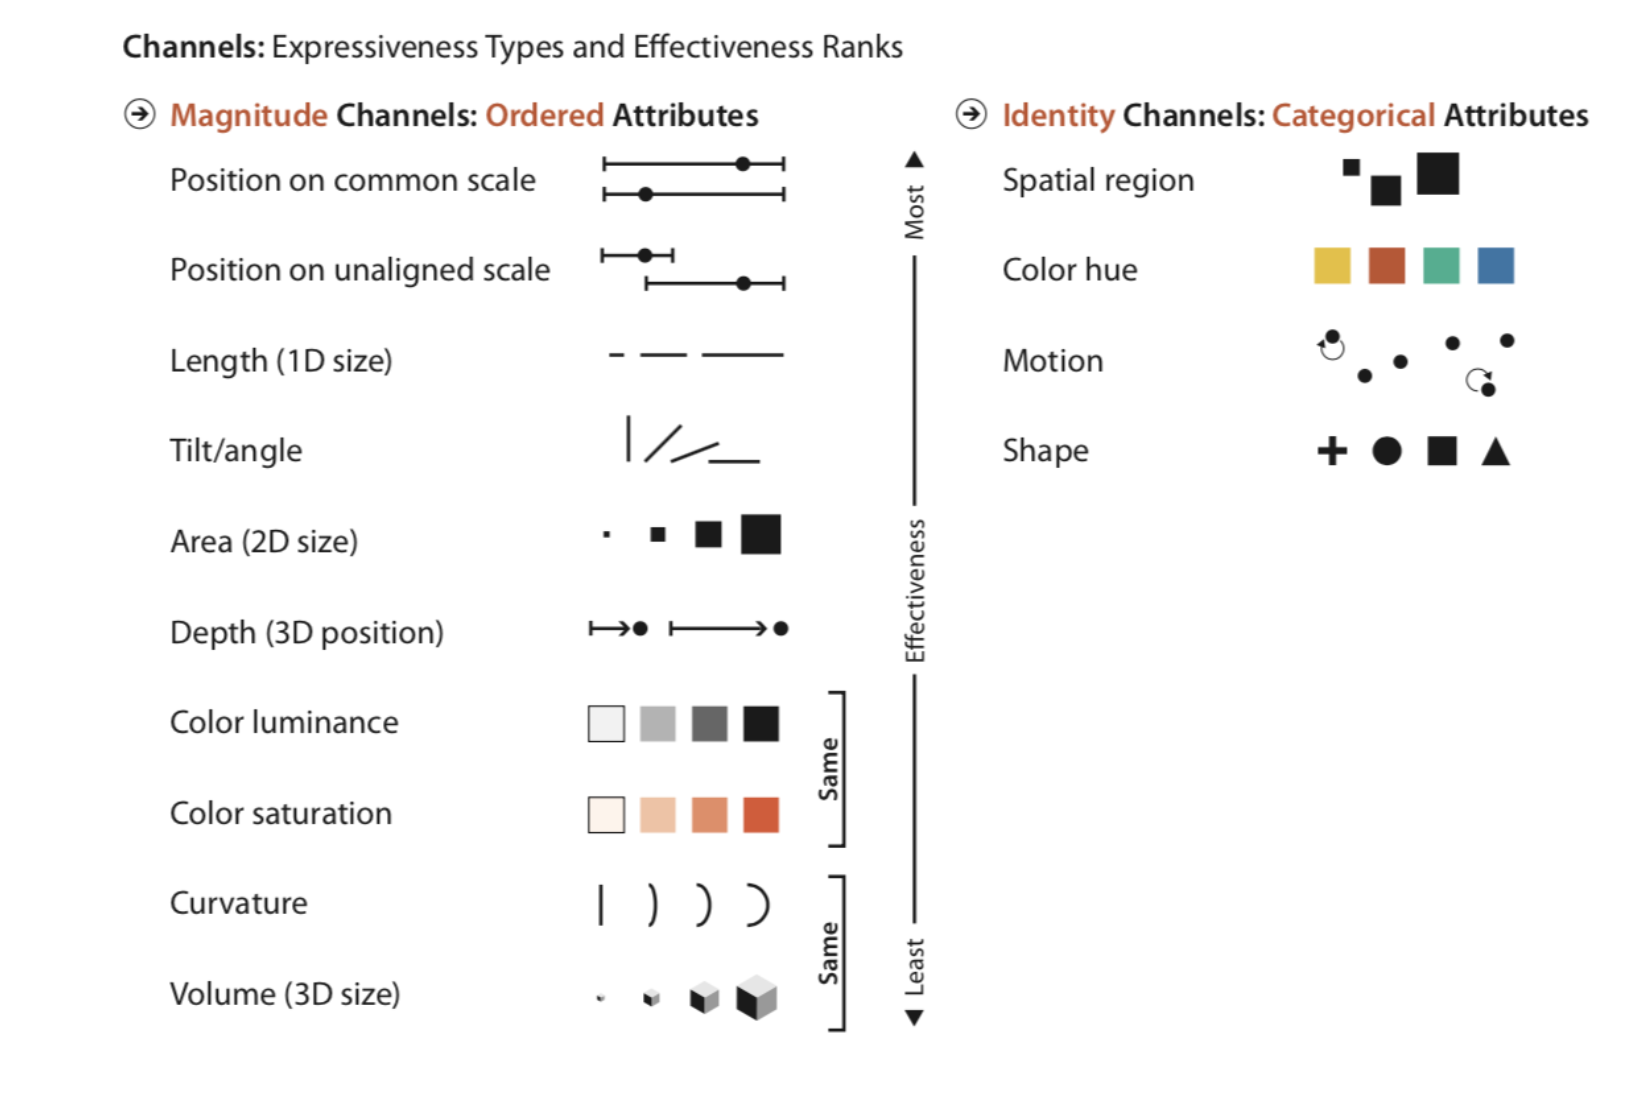 Channels: Expressiveness Types and Effectiveness Ranks
Magnitude Channels: Ordered Attributes
Position on common scale
Position on unaligned scale
Length (1D size)
Tilt/angle
Area (2D size)
Depth (3D position)
Color luminance
Color saturation
Curvature
Volume (3D size)
Same
Same
Most
Effectiveness
Least
Identity Channels: Categorical Attributes
Spatial region
Color hue
Motion
Shape